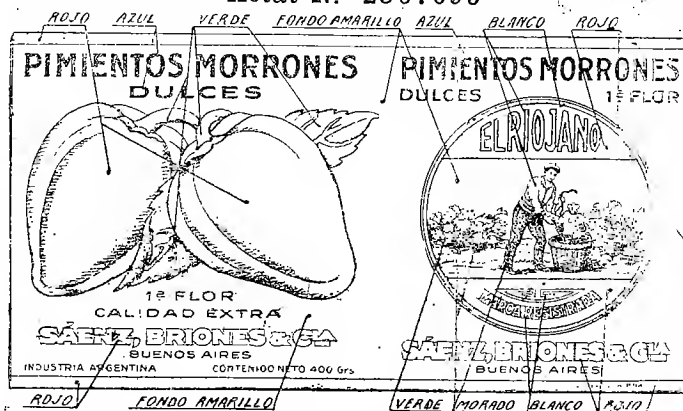 ROJO AZUL VERDE FONDO AMARILLO AZUL BLANCO ROJO
PIMIENTOS MORRONES
DULCES
1ª FLOR
CALIDAD EXTRA
SÁENZ, BRIONES & CIA
BUENOS AIRES
INDUSTRIA ARGENTINA CONTENIDO NETO 400 Grs
PIMIENTOS MORRONES
DULCES 1ª FLOR
EL RIOJANO
MARCA REGISTRADA
SÁENZ, BRIONES & CIA
BUENOS AIRES
ROJO FONDO AMARILLO VERDE MORADO BLANCO ROJO